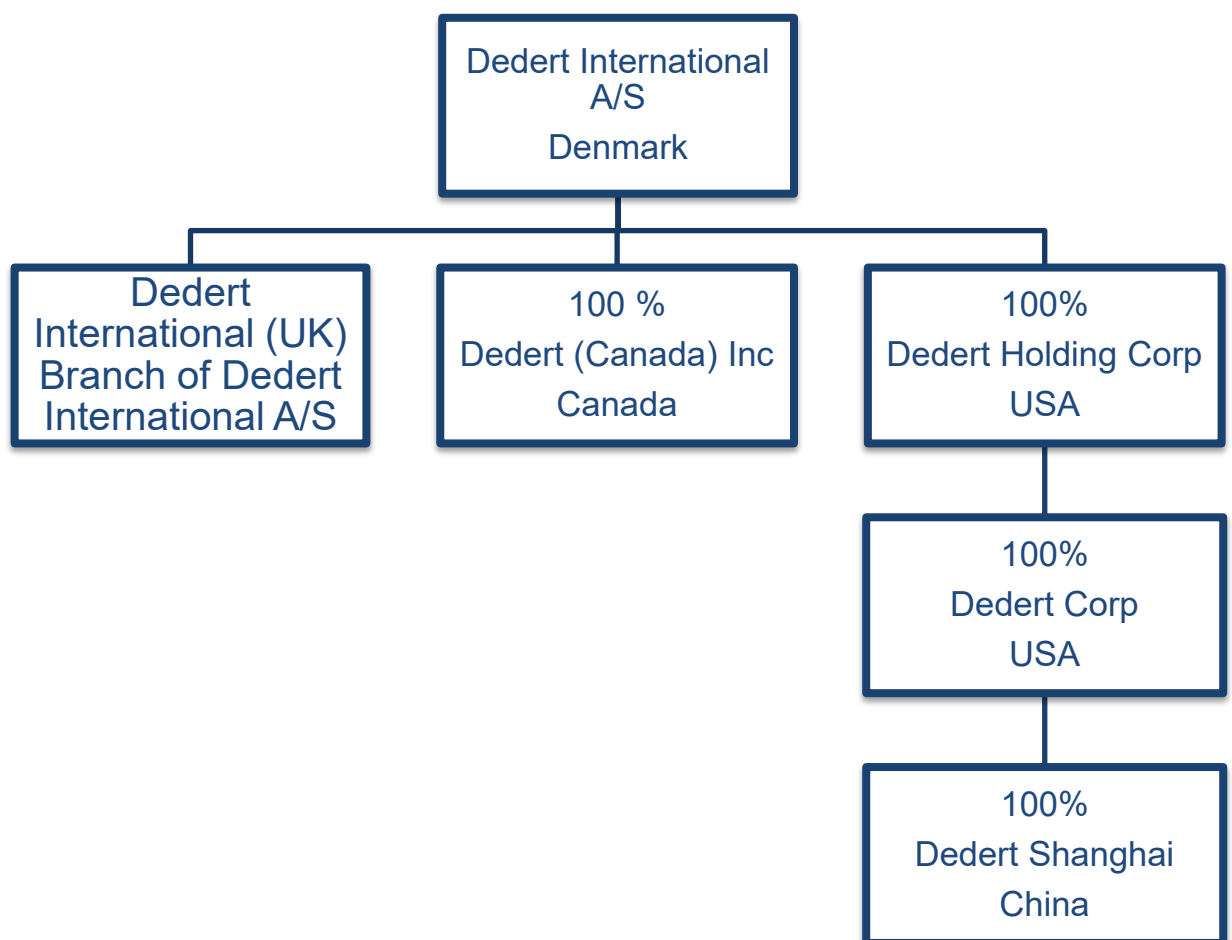 Dedert International
A/S
Denmark
Dedert
International (UK)
Branch of Dedert
International A/S
100 %
Dedert (Canada) Inc
Canada
100%
Dedert Holding Corp
USA
100%
Dedert Corp
USA
100%
Dedert Shanghai
China